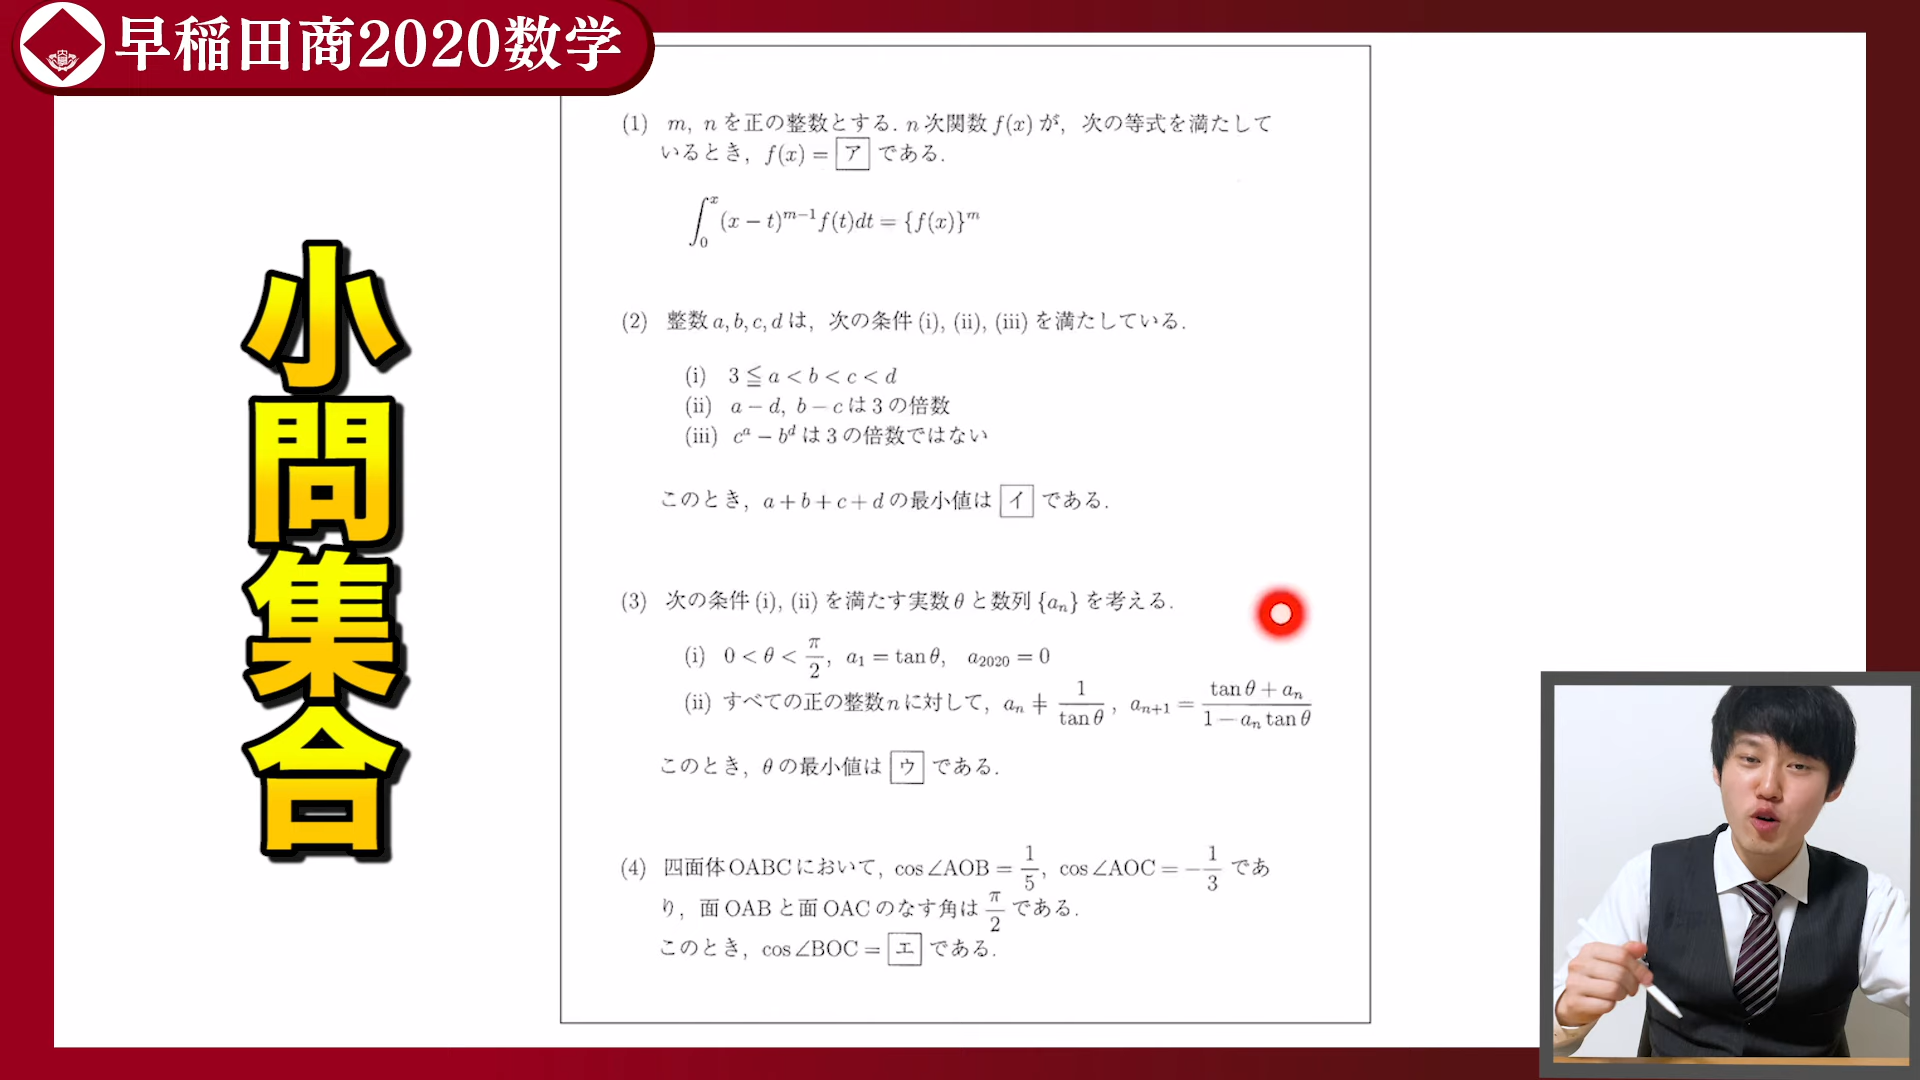 早稲田商2020数学
小問集合
(1) m, n を正の整数とする. n 次関数 f(x) が, 次の等式を満たして
いるとき, f(x) = ア である.
∫₀ˣ (x − t)ᵐ⁻¹ f(t)dt = {f(x)}ᵐ
(2) 整数 a, b, c, d は, 次の条件 (i), (ii), (iii) を満たしている.
(i) 3 ≦ a < b < c < d
(ii) a − d, b − c は 3 の倍数
(iii) cᵃ − bᵈ は 3 の倍数ではない
このとき, a + b + c + d の最小値は イ である.
(3) 次の条件 (i), (ii) を満たす実数 θ と数列 {aₙ} を考える.
(i) 0 < θ < π/2, a₁ = tan θ, a₂₀₂₀ = 0
(ii) すべての正の整数 n に対して, aₙ ≠ 1/tan θ, aₙ₊₁ = (tan θ + aₙ)/(1 − aₙ tan θ)
このとき, θ の最小値は ウ である.
(4) 四面体 OABC において, cos ∠AOB = 1/5, cos ∠AOC = −1/3 であ
り, 面 OAB と面 OAC のなす角は π/2 である.
このとき, cos ∠BOC = エ である.